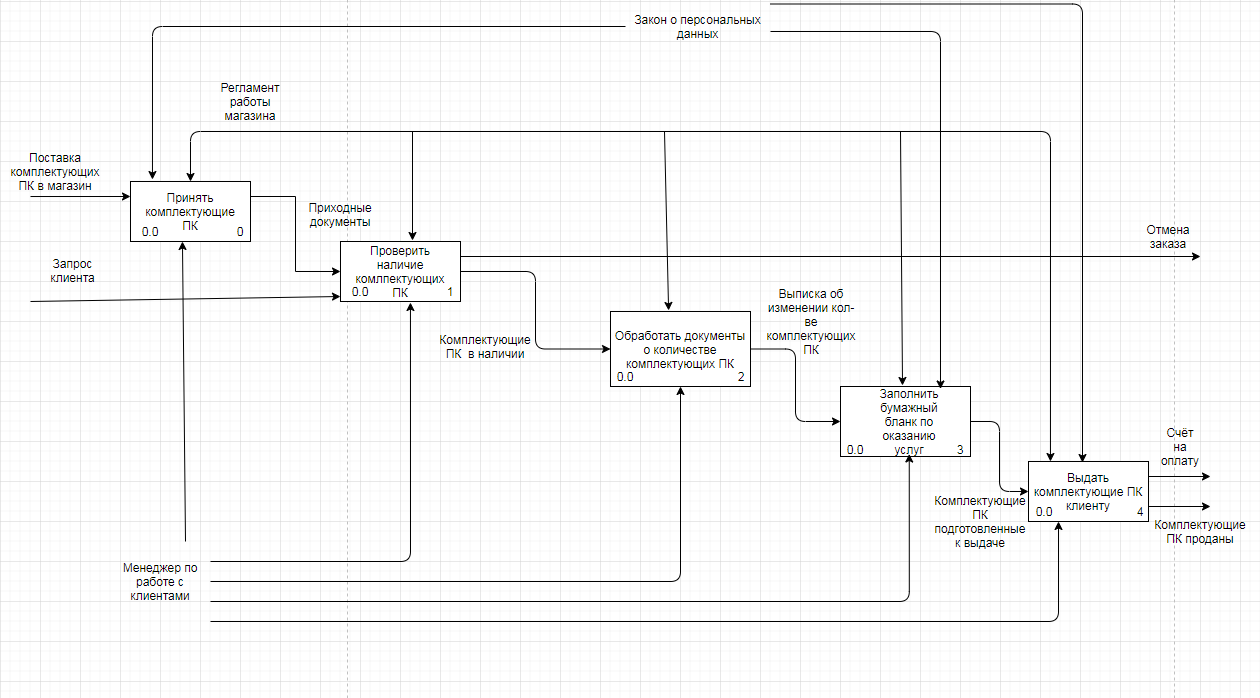 Закон о персональных
данных
Регламент
работы
магазина
Поставка
комплектующих
ПК в магазин
Принять
комплектующие
ПК
0.0
0
Приходные
документы
Отмена
заказа
Запрос
клиента
Проверить
наличие
комлпектующих
ПК
0.0
1
Комплектующие
ПК в наличии
Обработать документы
о количестве
комплектующих ПК
0.0
2
Выписка об
изменении кол-
ве
комплектующих
ПК
Заполнить
бумажный
бланк по
оказанию
услуг
0.0
3
Счёт
на
оплату
Выдать
комплектующие ПК
клиенту
0.0
4
Комплектующие
ПК
подготовленные
к выдаче
Комплектующие
ПК проданы
Менеджер по
работе с
клиентами